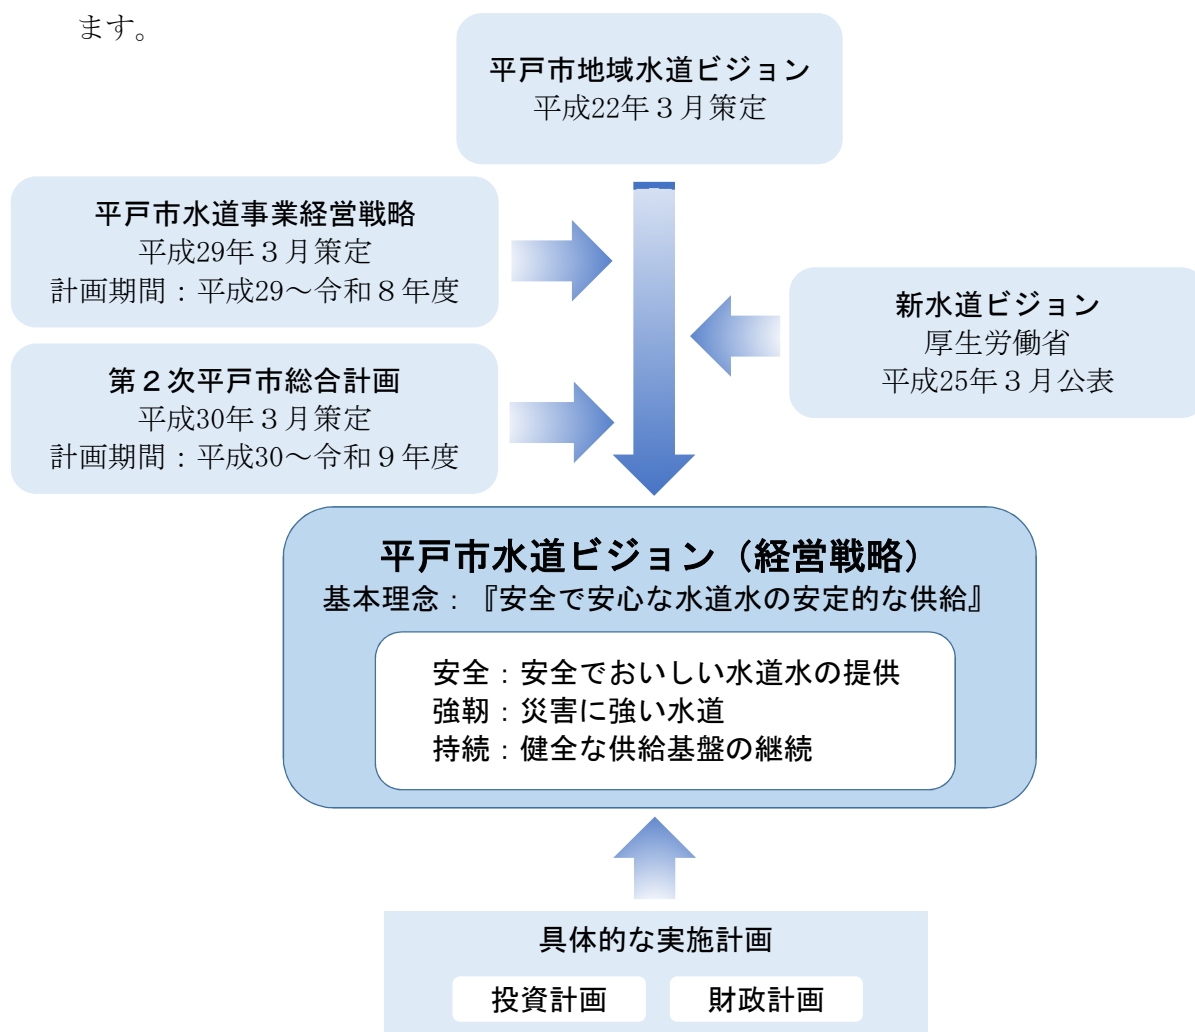 ます。
平戸市地域水道ビジョン
平成22年３月策定
平戸市水道事業経営戦略
平成29年３月策定
計画期間：平成29～令和８年度
新水道ビジョン
厚生労働省
平成25年３月公表
第２次平戸市総合計画
平成30年３月策定
計画期間：平成30～令和９年度
平戸市水道ビジョン（経営戦略）
基本理念：『安全で安心な水道水の安定的な供給』
安全：安全でおいしい水道水の提供
強靭：災害に強い水道
持続：健全な供給基盤の継続
具体的な実施計画
投資計画
財政計画